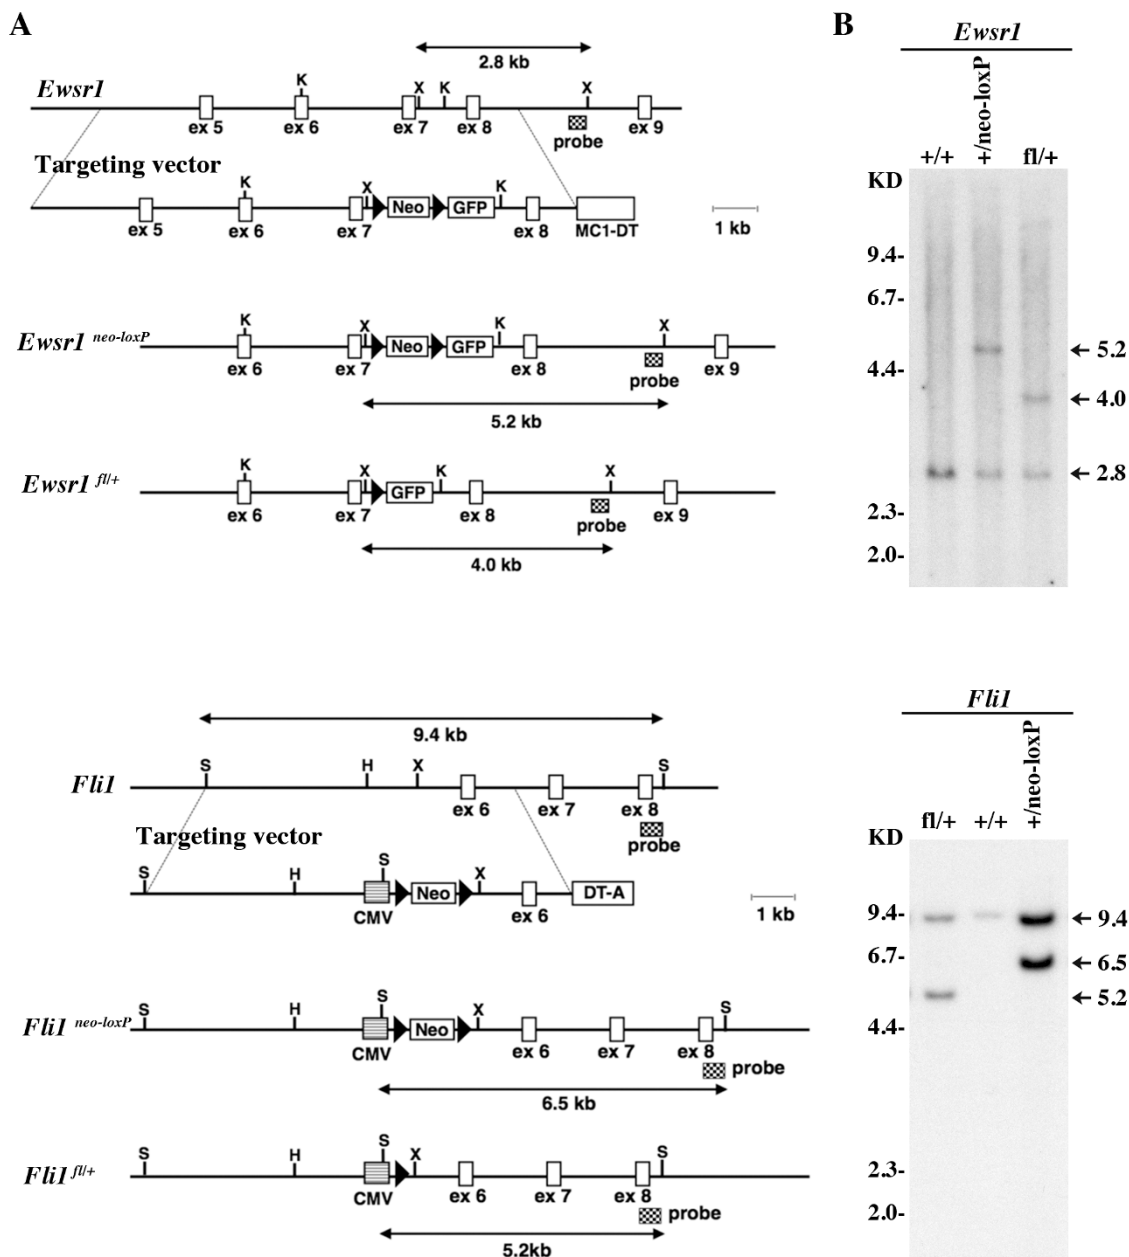 A
2.8 kb
Ewsr1
K
X
K
X
ex 5
ex 6
ex 7
ex 8
probe
ex 9
Targeting vector
K
X
Neo
GFP
K
ex 5
ex 6
ex 7
ex 8
MC1-DT
1 kb
Ewsr1 neo-loxP
K
X
Neo
GFP
K
X
ex 6
ex 7
ex 8
probe
ex 9
5.2 kb
Ewsr1 fl/+
K
X
GFP
K
X
ex 6
ex 7
ex 8
probe
ex 9
4.0 kb
B
Ewsr1
+/+
+/neo-loxP
fl/+
KD
9.4-
6.7-
4.4-
2.3-
2.0-
5.2
4.0
2.8
9.4 kb
Fli1
S
H
X
S
ex 6
ex 7
ex 8
probe
Targeting vector
S
H
S
X
CMV
Neo
ex 6
DT-A
1 kb
Fli1 neo-loxP
S
H
S
X
S
CMV
Neo
ex 6
ex 7
ex 8
probe
6.5 kb
Fli1 fl/+
S
H
S
X
S
CMV
ex 6
ex 7
ex 8
probe
5.2kb
Fli1
fl/+
+/+
+/neo-loxP
KD
9.4-
6.7-
4.4-
2.3-
2.0-
9.4
6.5
5.2